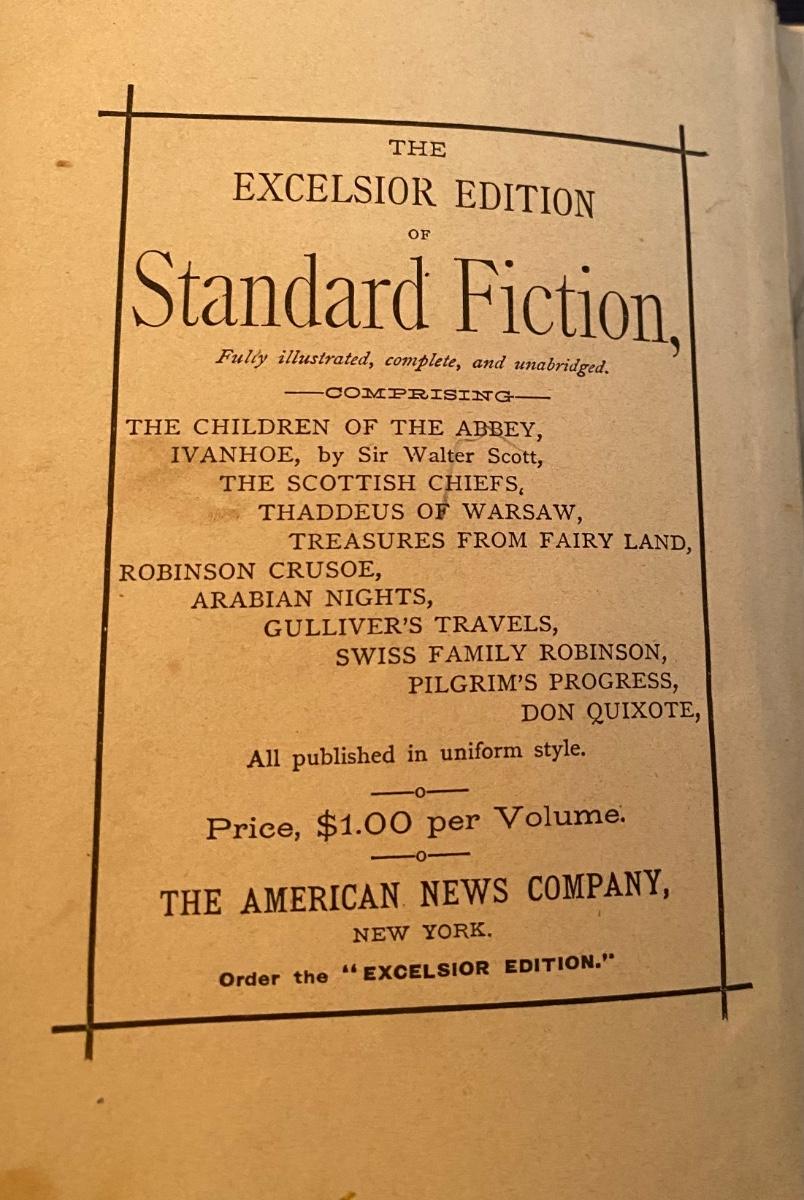 THE
EXCELSIOR EDITION
OF
Standard Fiction,
Fully illustrated, complete, and unabridged.
—COMPRISING—
THE CHILDREN OF THE ABBEY,
IVANHOE, by Sir Walter Scott,
THE SCOTTISH CHIEFS,
THADDEUS OF WARSAW,
TREASURES FROM FAIRY LAND,
ROBINSON CRUSOE,
ARABIAN NIGHTS,
GULLIVER'S TRAVELS,
SWISS FAMILY ROBINSON,
PILGRIM'S PROGRESS,
DON QUIXOTE,
All published in uniform style.
—o—
Price, $1.00 per Volume.
—o—
THE AMERICAN NEWS COMPANY,
NEW YORK.
Order the "EXCELSIOR EDITION."